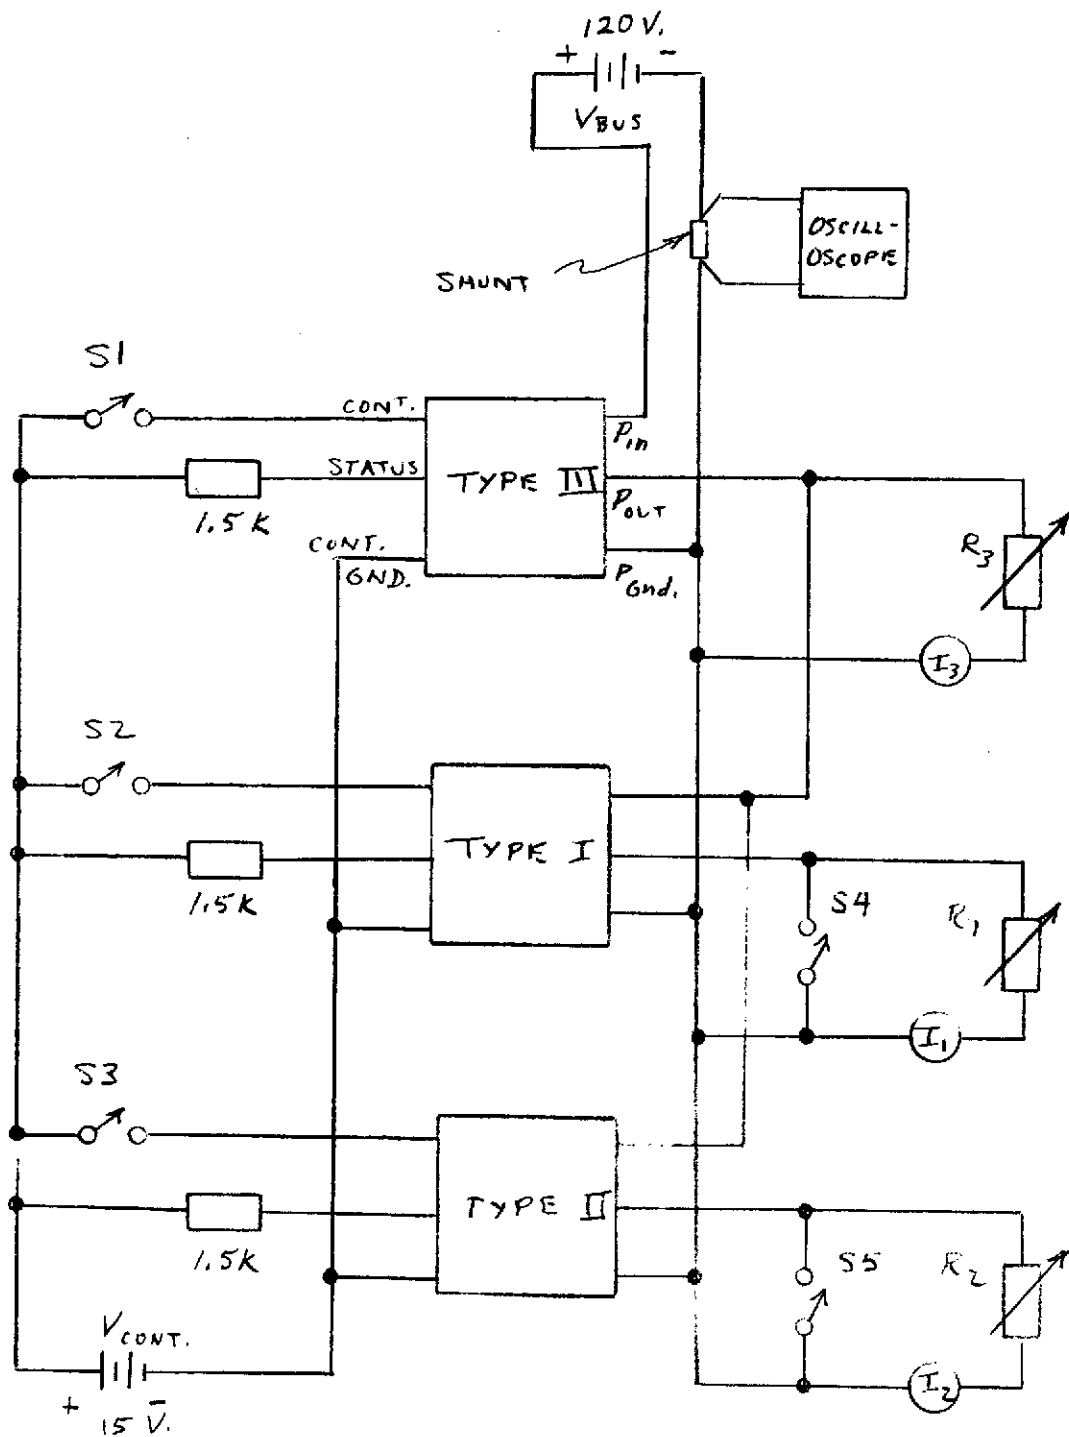 120 V.
+ -
VBUS
OSCILL-
OSCOPE
SHUNT
S1
CONT.
Pin
STATUS
TYPE III
POUT
1.5K
CONT.
GND.
PGnd.
R3
I3
S2
TYPE I
1.5K
S4
R1
I1
S3
TYPE II
1.5K
S5
R2
VCONT.
I2
+ -
15 V.